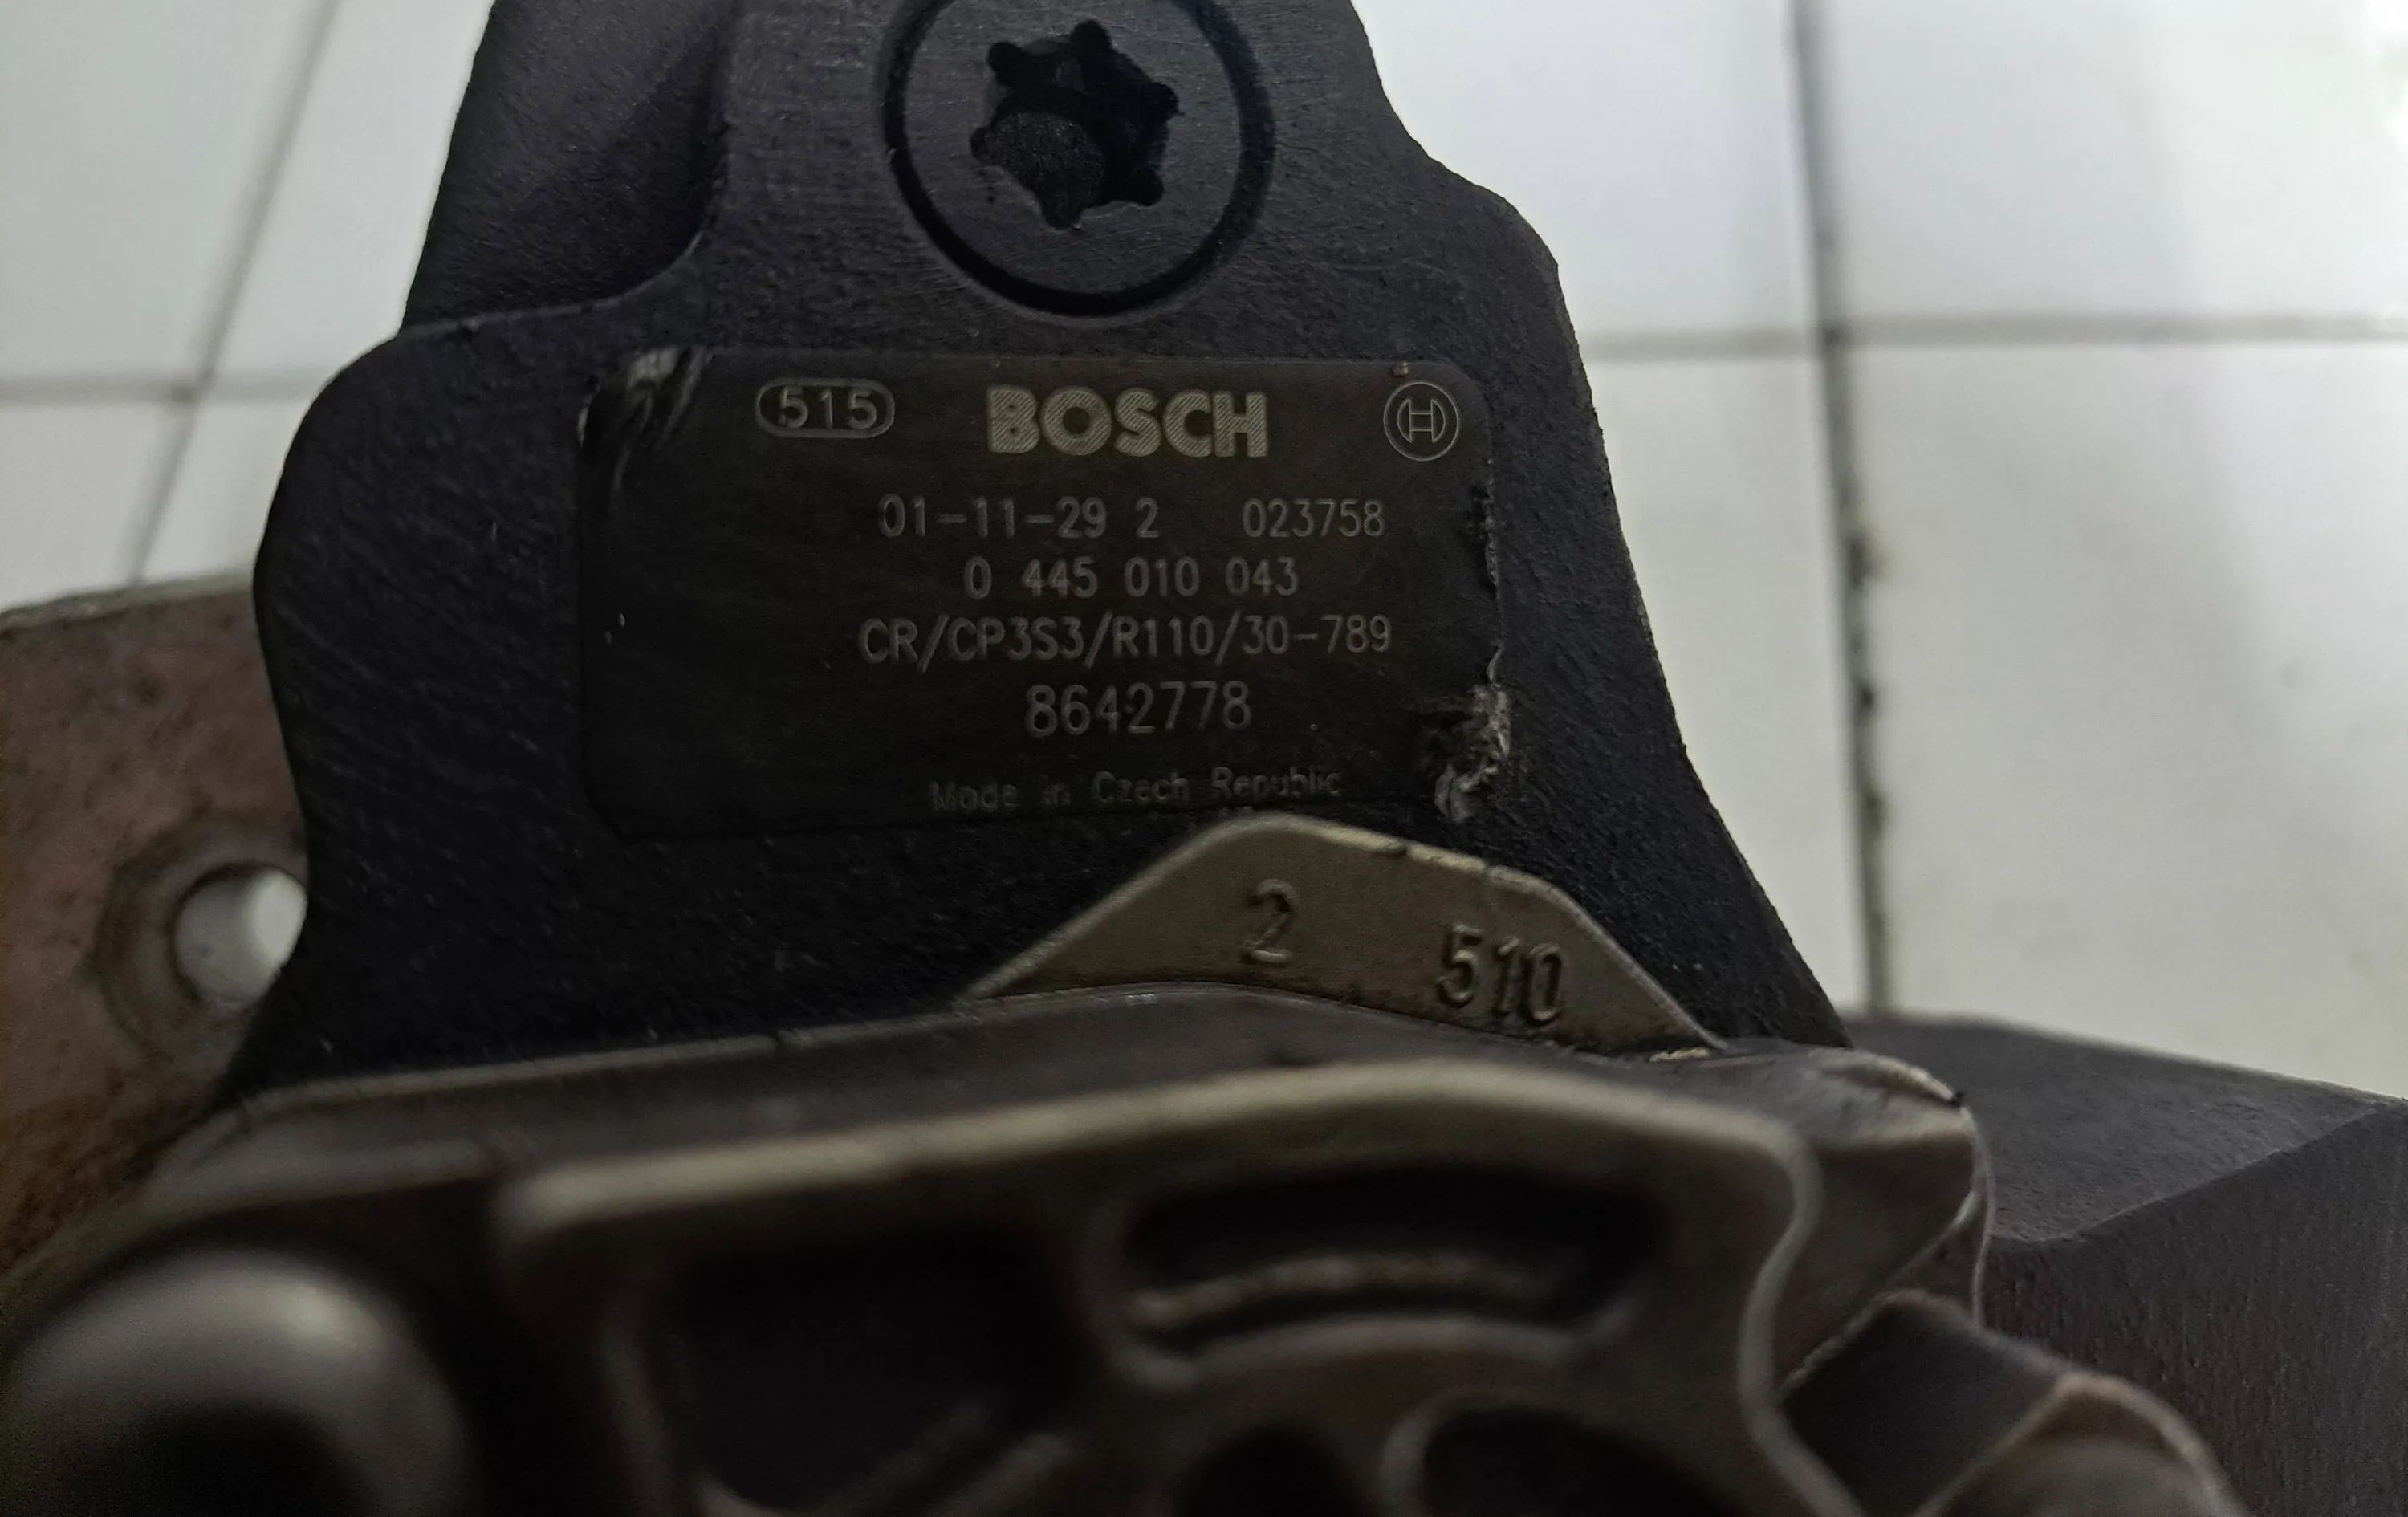 515 BOSCH
01-11-29 2 023758
0 445 010 043
CR/CP3S3/R110/30-789
8642778
Made in Czech Republic
2 510